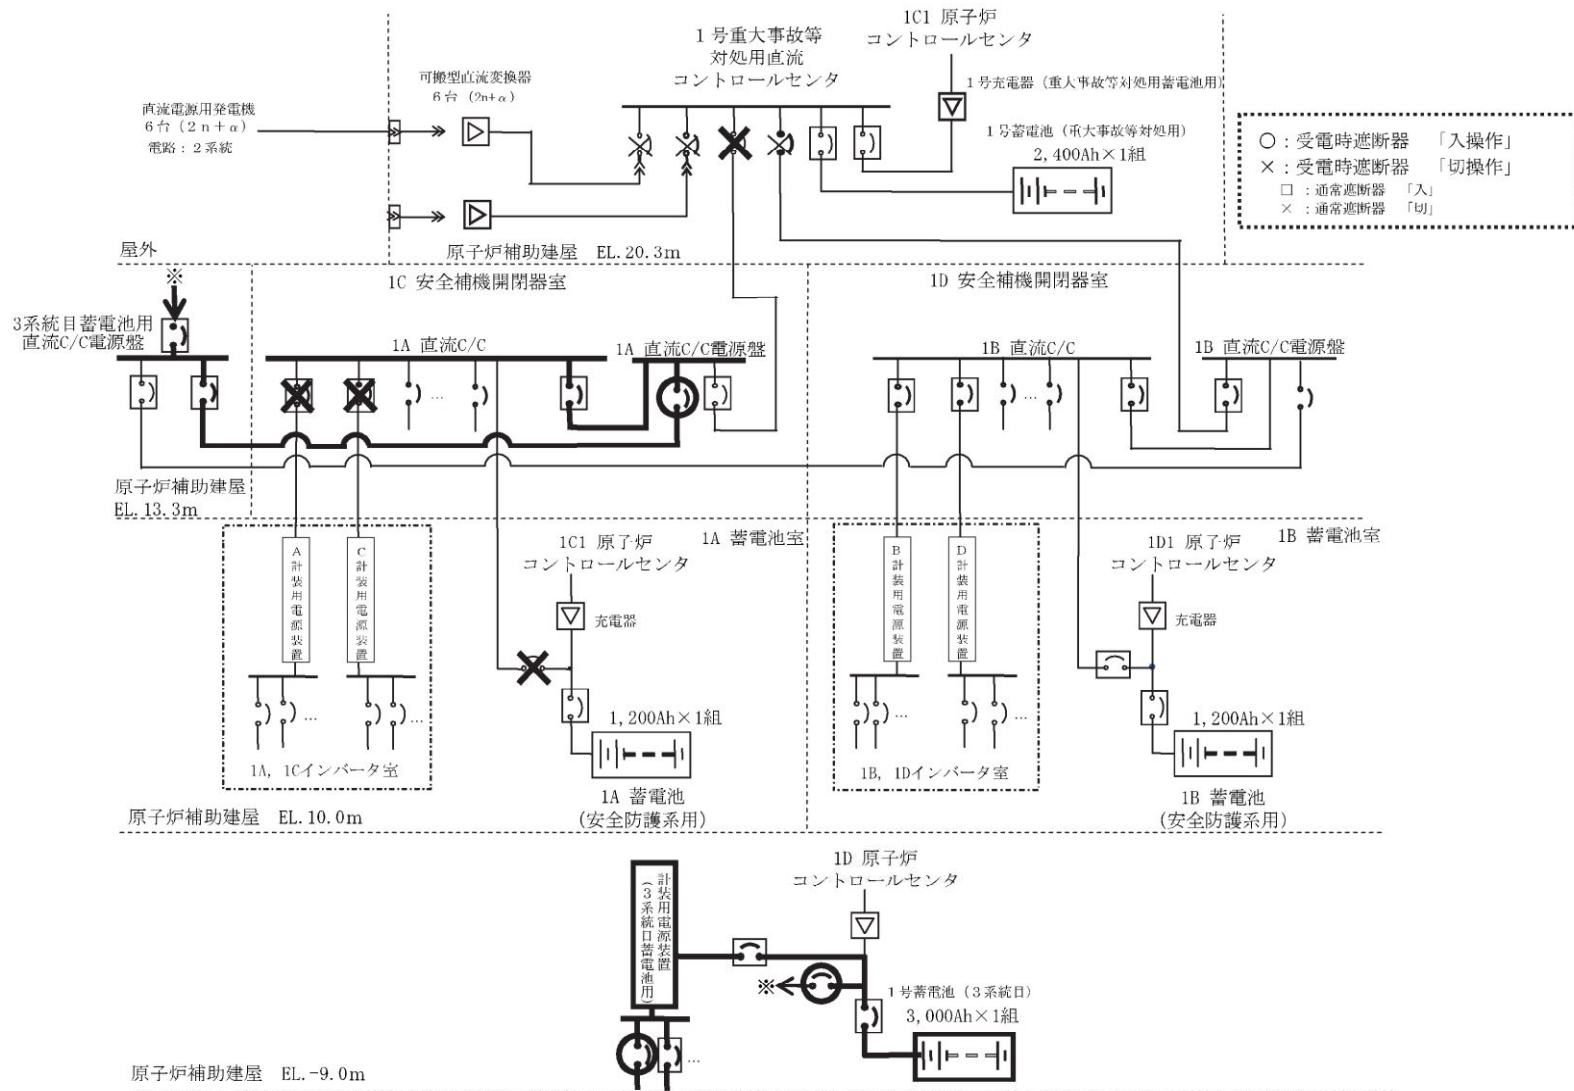 1C1 原子炉
コントロールセンタ
1号重大事故等
対処用直流
コントロールセンタ
可搬型直流変換器
6台 (2n+α)
1号充電器(重大事故等対処用蓄電池用)
直流電源用発電機
6台(2n+α)
電路:2系統
1号蓄電池(重大事故等対処用)
2,400Ah×1組
○:受電時遮断器 「入操作」
×:受電時遮断器 「切操作」
□ :通常遮断器 「入」
× :通常遮断器 「切」
屋外
原子炉補助建屋 EL.20.3m
※
1C 安全補機開閉器室
1D 安全補機開閉器室
3系統目蓄電池用
直流C/C電源盤
1A 直流C/C
1A 直流C/C電源盤
1B 直流C/C
1B 直流C/C電源盤
…
…
原子炉補助建屋
EL.13.3m
1A 蓄電池室
1B 蓄電池室
A計装用電源装置
C計装用電源装置
1C1 原子炉
コントロールセンタ
充電器
B計装用電源装置
D計装用電源装置
1D1 原子炉
コントロールセンタ
充電器
…
…
…
…
1,200Ah×1組
1,200Ah×1組
1A, 1Cインバータ室
1B, 1Dインバータ室
1A 蓄電池
(安全防護系用)
1B 蓄電池
(安全防護系用)
原子炉補助建屋 EL.10.0m
1D 原子炉
コントロールセンタ
計装用電源装置
(3系統目蓄電池用)
※
1号蓄電池(3系統目)
3,000Ah×1組
…
原子炉補助建屋 EL.-9.0m